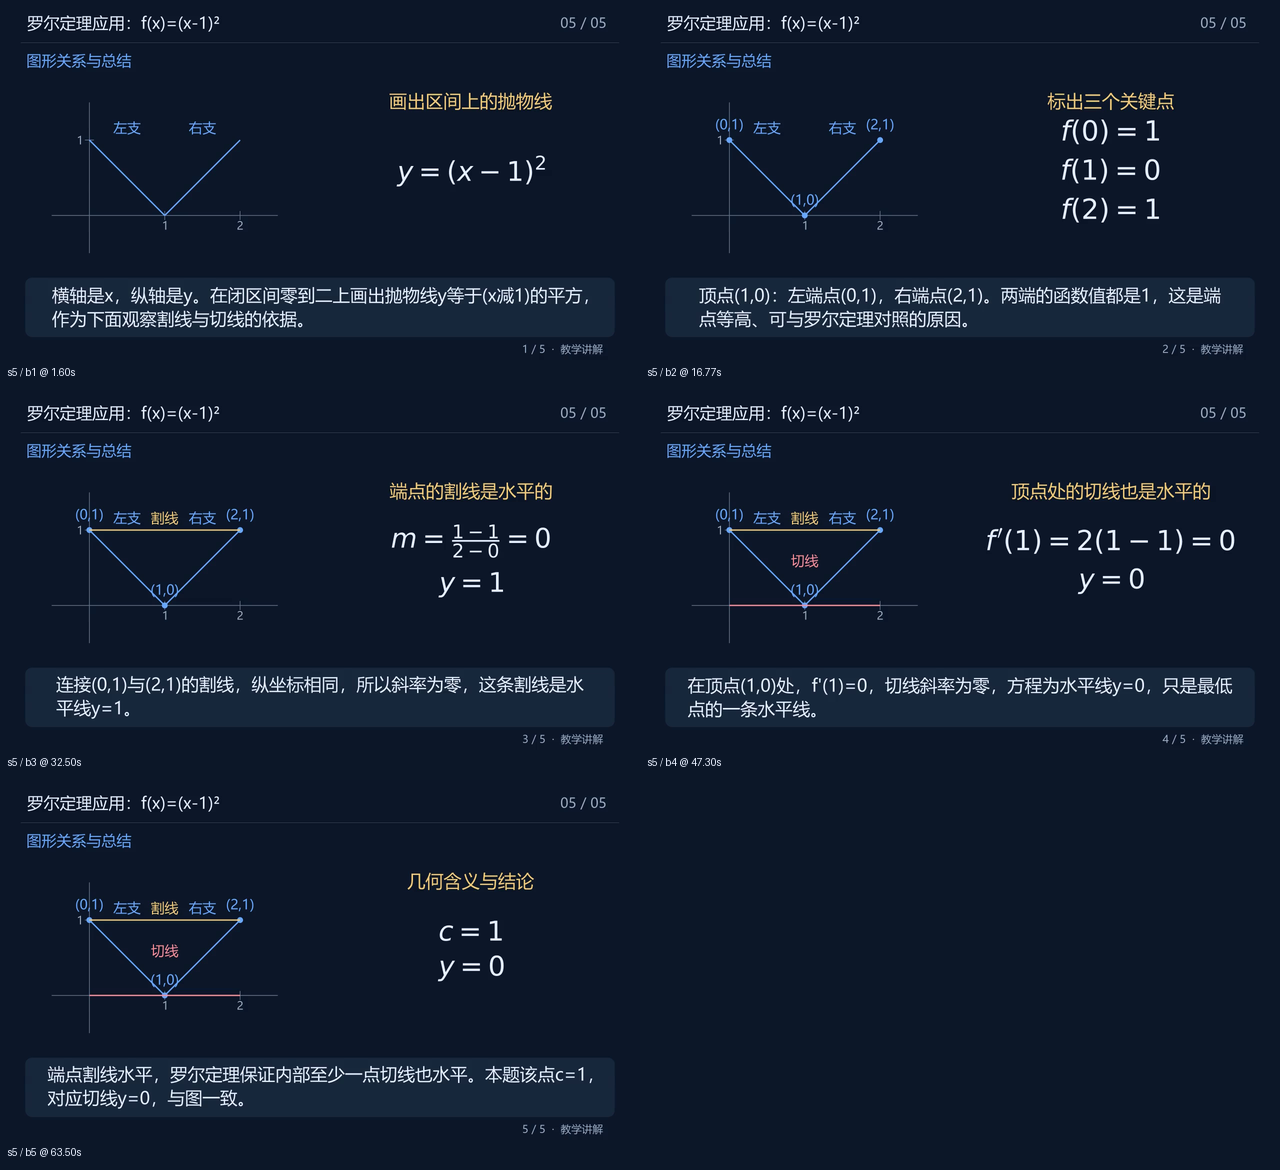 罗尔定理应用：f(x)=(x-1)²
05 / 05
图形关系与总结
画出区间上的抛物线
左支
右支
1
y = (x − 1)²
1
2
横轴是x，纵轴是y。在闭区间零到二上画出抛物线y等于(x减1)的平方，
作为下面观察割线与切线的依据。
1 / 5 · 教学讲解
s5 / b1 @ 1.60s
罗尔定理应用：f(x)=(x-1)²
05 / 05
图形关系与总结
标出三个关键点
(0,1)
左支
右支
(2,1)
f(0) = 1
1
f(1) = 0
(1,0)
f(2) = 1
1
2
顶点(1,0)：左端点(0,1)，右端点(2,1)。两端的函数值都是1，这是端
点等高、可与罗尔定理对照的原因。
2 / 5 · 教学讲解
s5 / b2 @ 16.77s
罗尔定理应用：f(x)=(x-1)²
05 / 05
图形关系与总结
端点的割线是水平的
(0,1)
左支
割线
右支
(2,1)
1
m = \frac{1 − 1}{2 − 0} = 0
y = 1
(1,0)
1
2
连接(0,1)与(2,1)的割线，纵坐标相同，所以斜率为零，这条割线是水
平线y=1。
3 / 5 · 教学讲解
s5 / b3 @ 32.50s
罗尔定理应用：f(x)=(x-1)²
05 / 05
图形关系与总结
顶点处的切线也是水平的
(0,1)
左支
割线
右支
(2,1)
1
f′(1) = 2(1 − 1) = 0
切线
y = 0
(1,0)
1
2
在顶点(1,0)处，f'(1)=0，切线斜率为零，方程为水平线y=0，只是最低
点的一条水平线。
4 / 5 · 教学讲解
s5 / b4 @ 47.30s
罗尔定理应用：f(x)=(x-1)²
05 / 05
图形关系与总结
几何含义与结论
(0,1)
左支
割线
右支
(2,1)
1
c = 1
切线
y = 0
(1,0)
1
2
端点割线水平，罗尔定理保证内部至少一点切线也水平。本题该点c=1，
对应切线y=0，与图一致。
5 / 5 · 教学讲解
s5 / b5 @ 63.50s